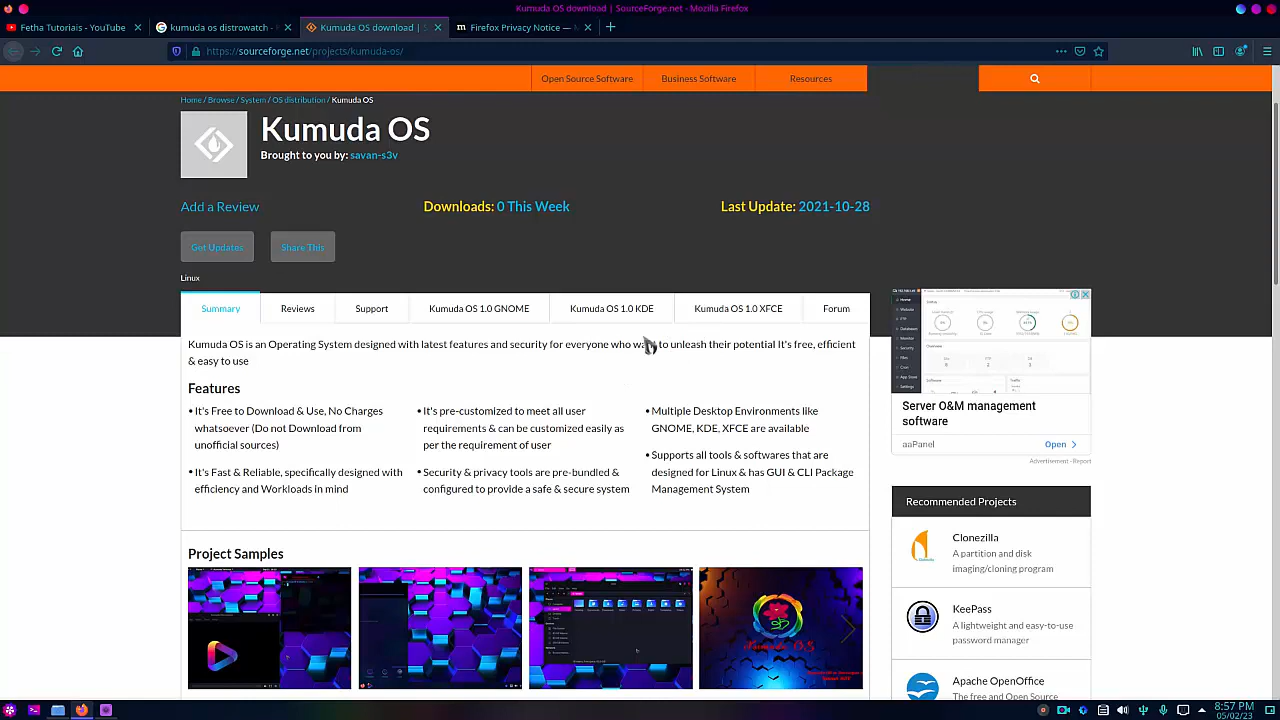 Kumuda OS download | SourceForge.net - Mozilla Firefox
Fetha Tutoriais - YouTube
kumuda os distrowatch -
Kumuda OS download |
Firefox Privacy Notice —
https://sourceforge.net/projects/kumuda-os/
Open Source Software
Business Software
Resources
Home / Browse / System / OS distribution / Kumuda OS
Kumuda OS
Brought to you by: savan-s3v
Add a Review
Downloads: 0 This Week
Last Update: 2021-10-28
Get Updates
Share This
Linux
Summary
Reviews
Support
Kumuda OS 1.0 GNOME
Kumuda OS 1.0 KDE
Kumuda OS 1.0 XFCE
Forum
Kumuda OS is an Operating System designed with latest features and security for everyone who want to unleash their potential It's free, efficient
& easy to use
Features
• It's Free to Download & Use, No Charges
whatsoever (Do not Download from
unofficial sources)
• It's Fast & Reliable, specifically designed with
efficiency and Workloads in mind
• It's pre-customized to meet all user
requirements & can be customized easily as
per the requirement of user
• Security & privacy tools are pre-bundled &
configured to provide a safe & secure system
• Multiple Desktop Environments like
GNOME, KDE, XFCE are available
• Supports all tools & softwares that are
designed for Linux & has GUI & CLI Package
Management System
Server O&M management
software
aaPanel
Open
Advertisement - Report
Recommended Projects
Clonezilla
A partition and disk
imaging/cloning program
KeePass
A lightweight and easy-to-use
password manager
Apache OpenOffice
The free and Open Source
Project Samples
Kumuda OS
8:57 PM
05/02/23